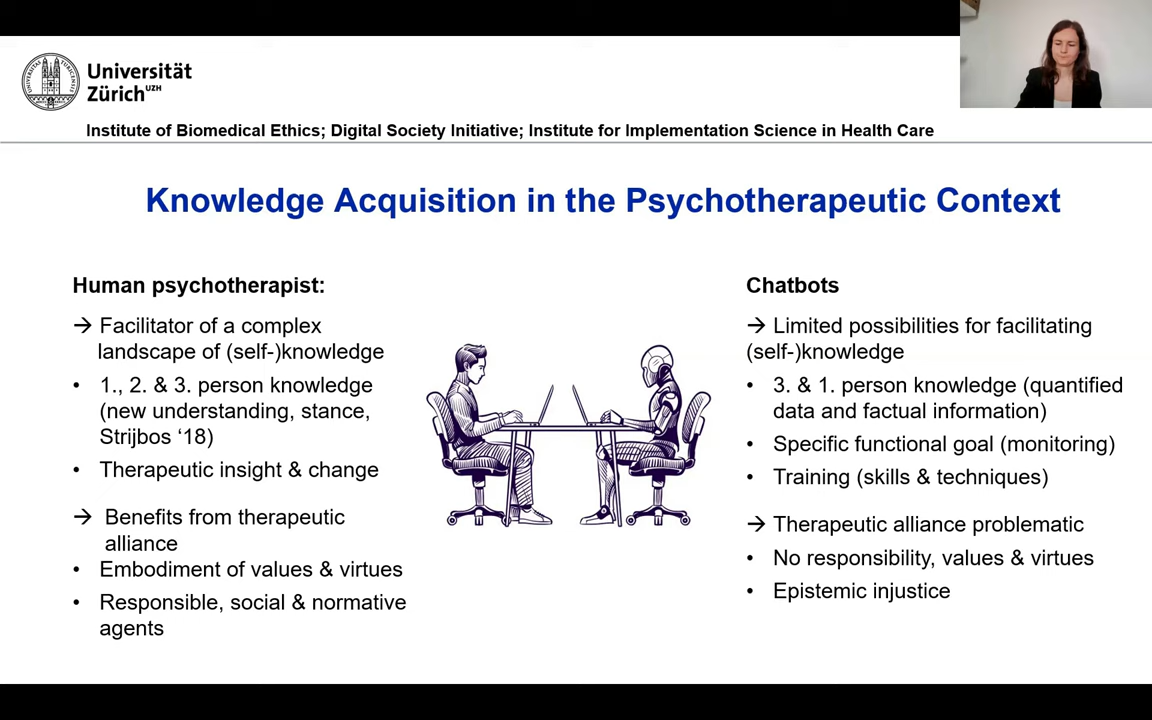 Universität
Zürich UZH
Institute of Biomedical Ethics; Digital Society Initiative; Institute for Implementation Science in Health Care
Knowledge Acquisition in the Psychotherapeutic Context
Human psychotherapist:
→ Facilitator of a complex
landscape of (self-)knowledge
• 1., 2. & 3. person knowledge
(new understanding, stance,
Strijbos ‘18)
• Therapeutic insight & change
→ Benefits from therapeutic
alliance
• Embodiment of values & virtues
• Responsible, social & normative
agents
Chatbots
→ Limited possibilities for facilitating
(self-)knowledge
• 3. & 1. person knowledge (quantified
data and factual information)
• Specific functional goal (monitoring)
• Training (skills & techniques)
→ Therapeutic alliance problematic
• No responsibility, values & virtues
• Epistemic injustice